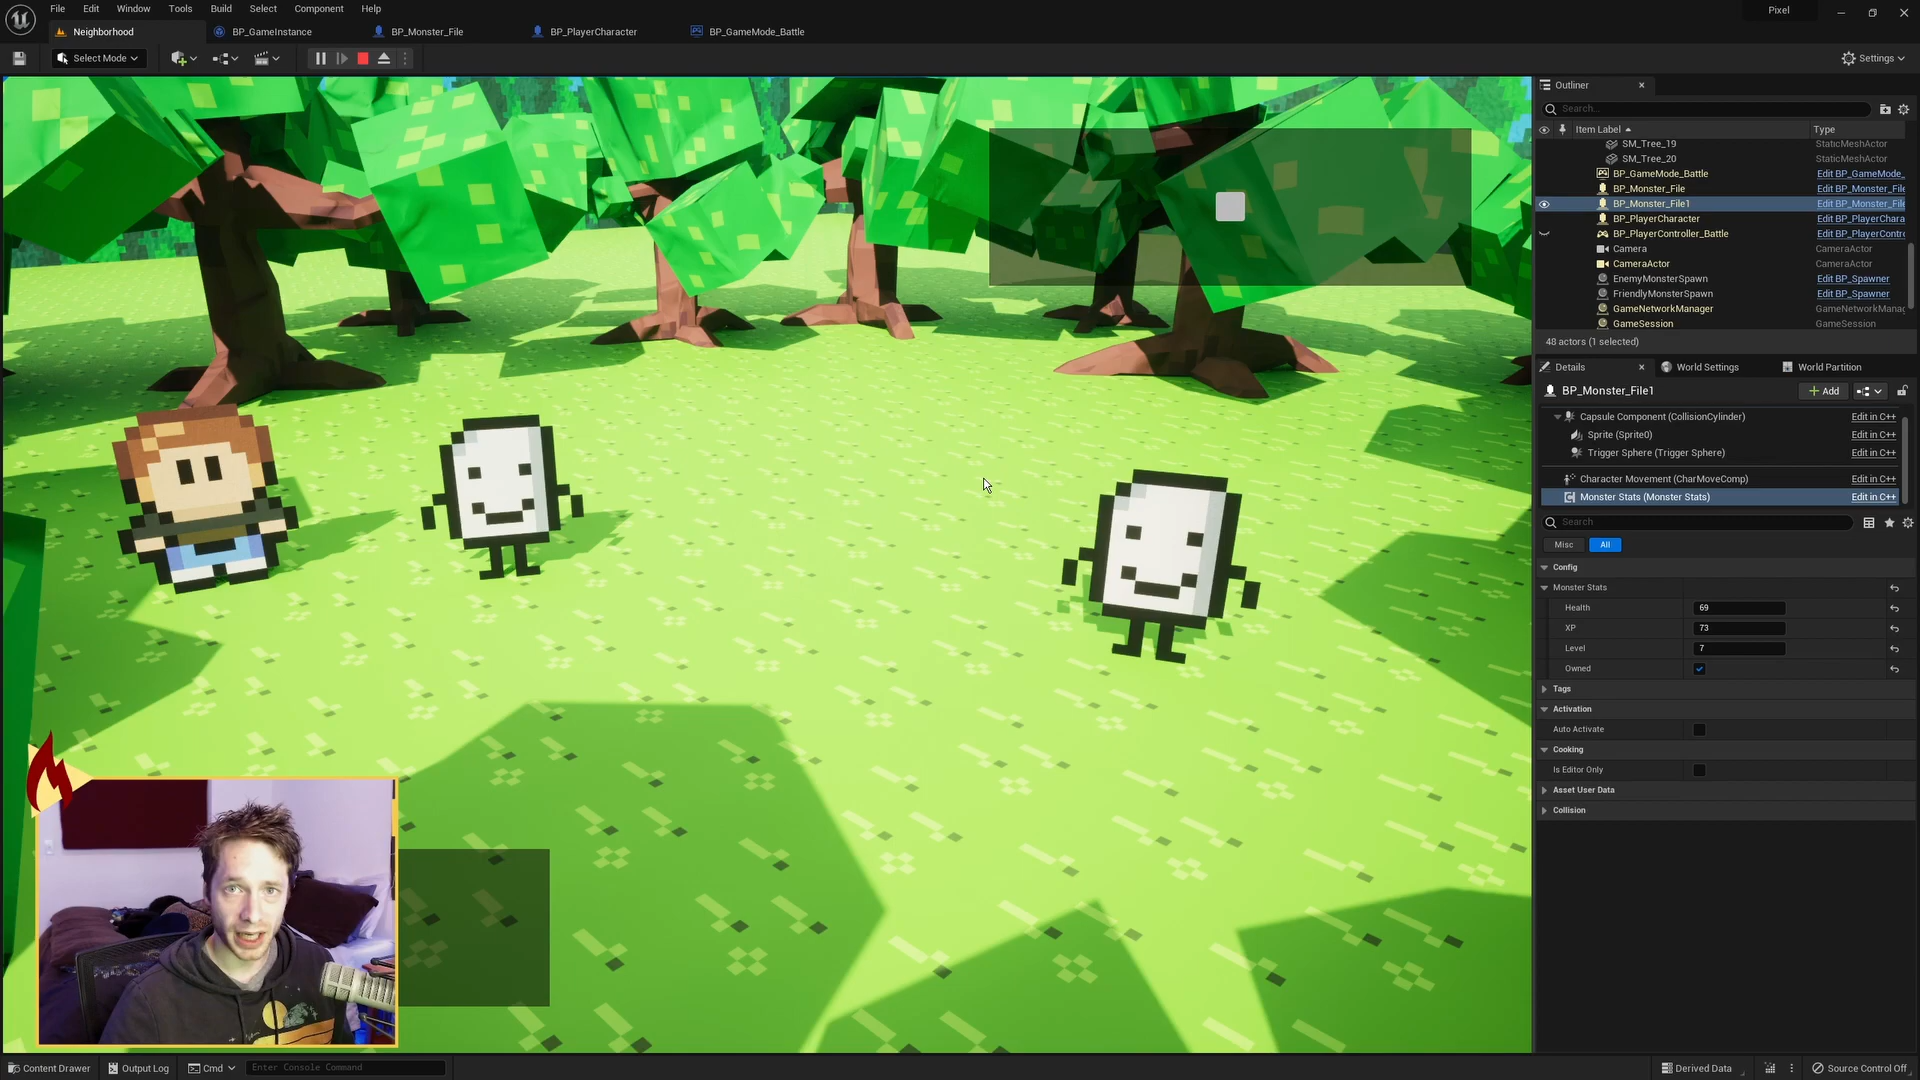 File Edit Window Tools Build Select Component Help
Pixel
Neighborhood
BP_GameInstance
BP_Monster_File
BP_PlayerCharacter
BP_GameMode_Battle
Select Mode
Settings
Outliner
Search...
Item Label Type
SM_Tree_19 StaticMeshActor
SM_Tree_20 StaticMeshActor
BP_GameMode_Battle Edit BP_GameMode_
BP_Monster_File Edit BP_Monster_File
BP_Monster_File1 Edit BP_Monster_File
BP_PlayerCharacter Edit BP_PlayerChara
BP_PlayerController_Battle Edit BP_PlayerContro
Camera CameraActor
CameraActor CameraActor
EnemyMonsterSpawn Edit BP_Spawner
FriendlyMonsterSpawn Edit BP_Spawner
GameNetworkManager GameNetworkManag
GameSession GameSession
48 actors (1 selected)
Details
World Settings
World Partition
BP_Monster_File1
Add
Capsule Component (CollisionCylinder) Edit in C++
Sprite (Sprite0) Edit in C++
Trigger Sphere (Trigger Sphere) Edit in C++
Character Movement (CharMoveComp) Edit in C++
Monster Stats (Monster Stats) Edit in C++
Search
Misc All
Config
Monster Stats
Health 69
XP 73
Level 7
Owned
Tags
Activation
Auto Activate
Cooking
Is Editor Only
Asset User Data
Collision
Content Drawer
Output Log
Cmd
Enter Console Command
Derived Data
Source Control Off